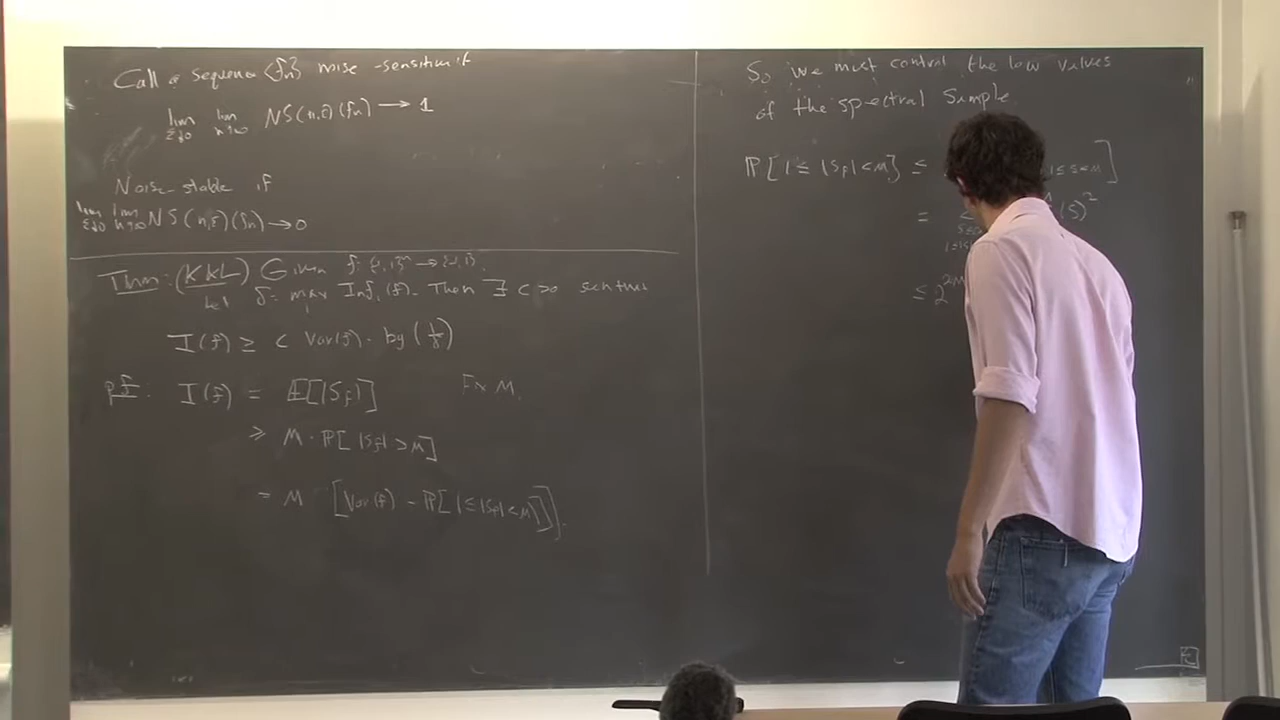 Call a sequence {fn} noise-sensitive if
lim ε↓0 lim n↑∞ NS(n,ε)(fn) → 1
Noise-stable if
lim ε↓0 lim n↑∞ NS(n,ε)(fn) → 0
Thm: (KKL) Given f: {-1,1}^n → {-1,1}.
let δ = max_i Inf_i(f). Then ∃ c>0 such that
I(f) ≥ c Var(f) · log(1/δ)
pf: I(f) = E[|S_f|] Fix M.
≥ M · P[|S_f| > M]
= M [Var(f) - P[1 ≤ |S_f| < M]].
So we must control the low values
of the spectral sample.
P[1 ≤ |S_f| < M] ≤
=
(S)^2
≤ 2^2M